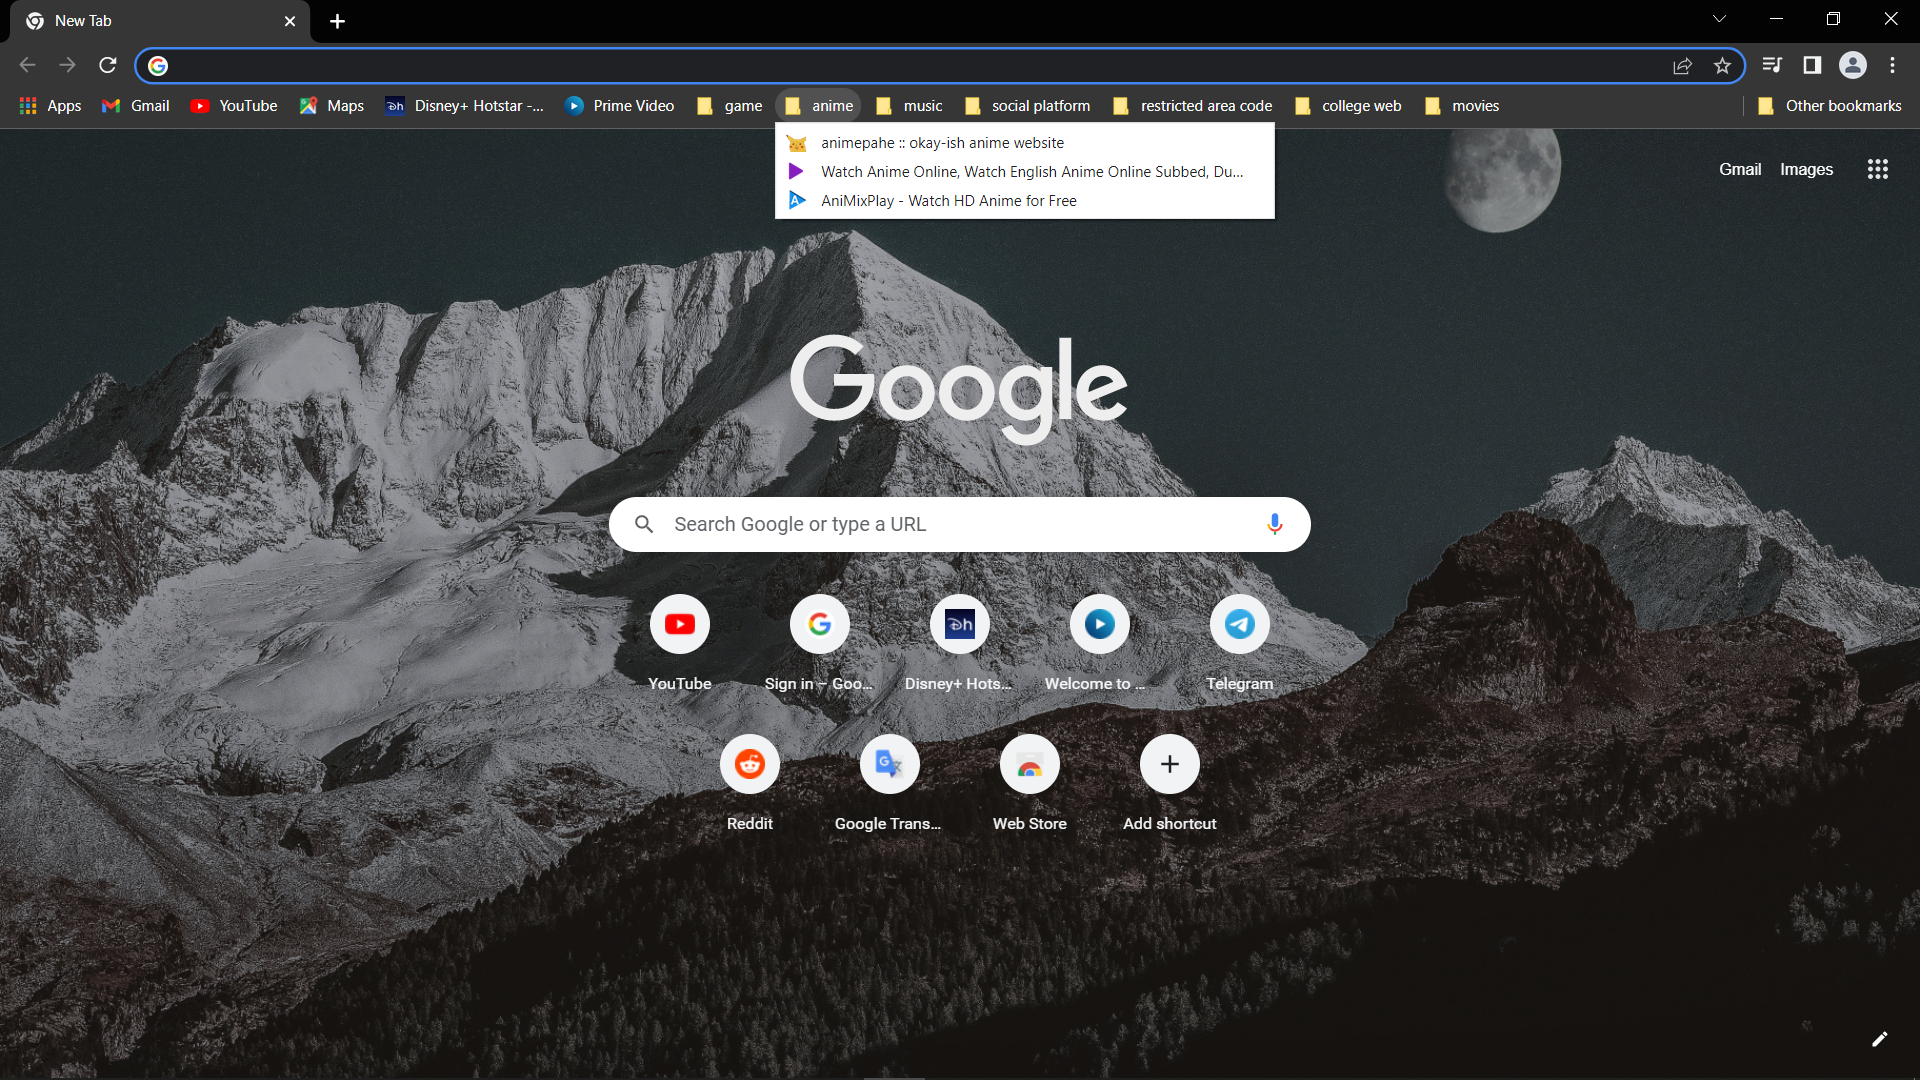 New Tab
Apps Gmail YouTube Maps Disney+ Hotstar -... Prime Video game anime music social platform restricted area code college web movies Other bookmarks
animepahe :: okay-ish anime website
Watch Anime Online, Watch English Anime Online Subbed, Du...
AniMixPlay - Watch HD Anime for Free
Gmail Images
Google
Search Google or type a URL
YouTube Sign in – Goo... Disney+ Hots... Welcome to ... Telegram
Reddit Google Trans... Web Store Add shortcut